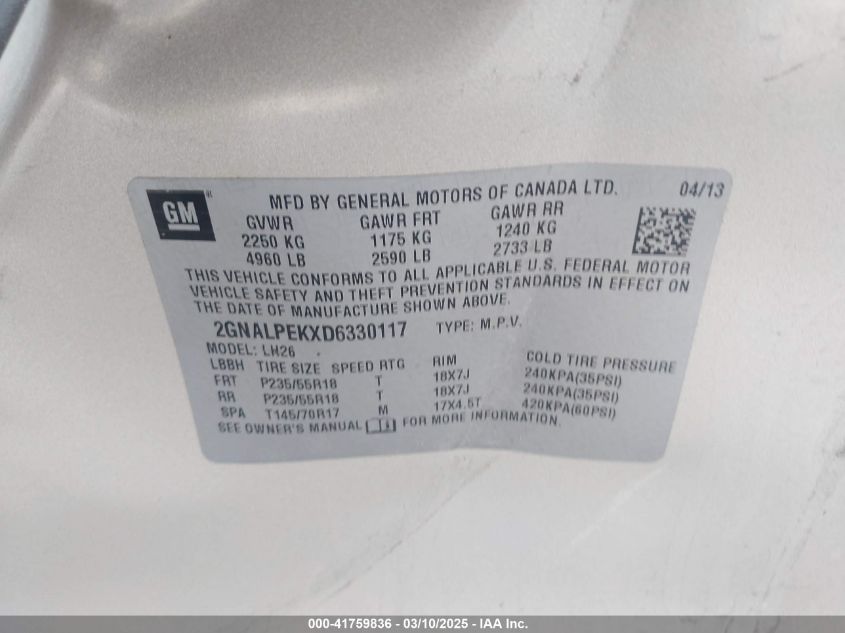 GM
MFD BY GENERAL MOTORS OF CANADA LTD. 04/13
GVWR GAWR FRT GAWR RR
2250 KG 1175 KG 1240 KG
4960 LB 2590 LB 2733 LB
THIS VEHICLE CONFORMS TO ALL APPLICABLE U.S. FEDERAL MOTOR
VEHICLE SAFETY AND THEFT PREVENTION STANDARDS IN EFFECT ON
THE DATE OF MANUFACTURE SHOWN ABOVE.
2GNALPEKXD6330117 TYPE: M.P.V.
MODEL: LH26
LBBH TIRE SIZE SPEED RTG RIM COLD TIRE PRESSURE
FRT P235/55R18 T 18X7J 240KPA(35PSI)
RR P235/55R18 T 18X7J 240KPA(35PSI)
SPA T145/70R17 M 17X4.5T 420KPA(60PSI)
SEE OWNER'S MANUAL FOR MORE INFORMATION.
000-41759836 - 03/10/2025 - IAA Inc.